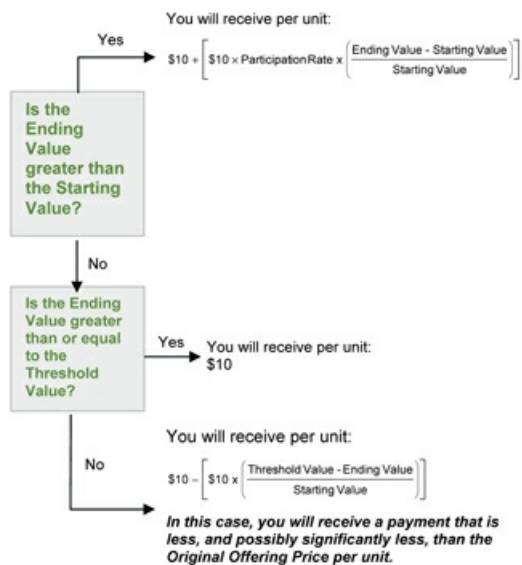 You will receive per unit:
Yes
$10 + [$10 × Participation Rate x (Ending Value - Starting Value / Starting Value)]
Is the
Ending
Value
greater than
the Starting
Value?
No
Is the Ending
Value greater
than or equal
to the
Threshold
Value?
Yes
You will receive per unit:
$10
You will receive per unit:
No
$10 – [$10 x (Threshold Value - Ending Value / Starting Value)]
In this case, you will receive a payment that is
less, and possibly significantly less, than the
Original Offering Price per unit.